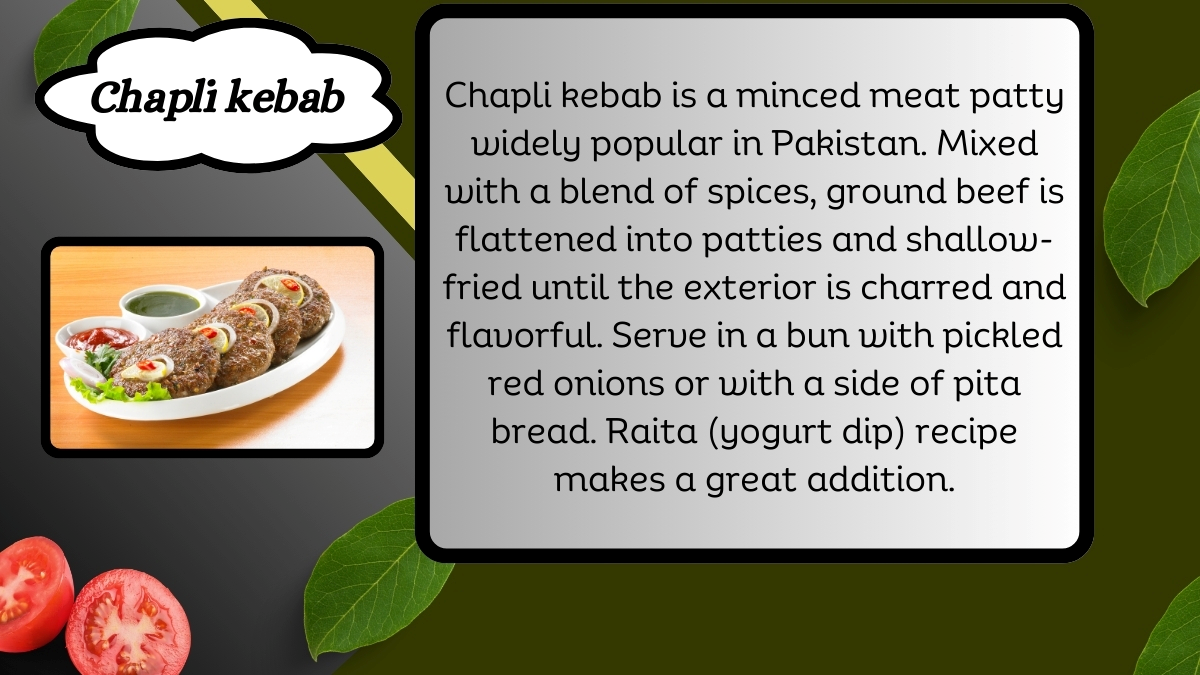 Chapli kebab
Chapli kebab is a minced meat patty
widely popular in Pakistan. Mixed
with a blend of spices, ground beef is
flattened into patties and shallow-
fried until the exterior is charred and
flavorful. Serve in a bun with pickled
red onions or with a side of pita
bread. Raita (yogurt dip) recipe
makes a great addition.